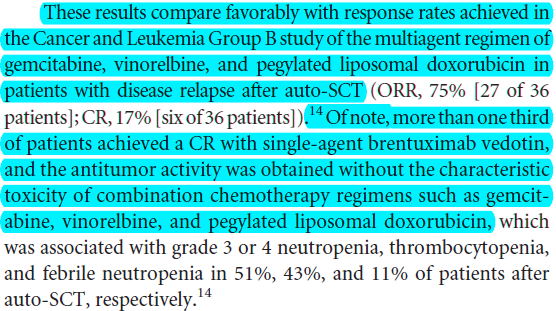 These results compare favorably with response rates achieved in
the Cancer and Leukemia Group B study of the multiagent regimen of
gemcitabine, vinorelbine, and pegylated liposomal doxorubicin in
patients with disease relapse after auto-SCT (ORR, 75% [27 of 36
patients]; CR, 17% [six of 36 patients]).14 Of note, more than one third
of patients achieved a CR with single-agent brentuximab vedotin,
and the antitumor activity was obtained without the characteristic
toxicity of combination chemotherapy regimens such as gemcit-
abine, vinorelbine, and pegylated liposomal doxorubicin, which
was associated with grade 3 or 4 neutropenia, thrombocytopenia,
and febrile neutropenia in 51%, 43%, and 11% of patients after
auto-SCT, respectively.14